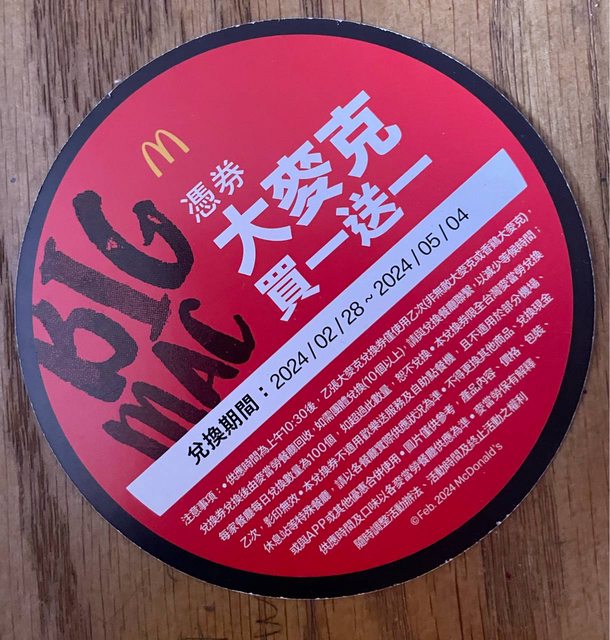 BIG
MAC
憑券
大麥克
買一送一
兌換期間：2024/02/28~2024/05/04
注意事項：•供應時間為上午10:30後，乙張大麥克兌換券僅使用乙次(非無敵大麥克或香雞大麥克)，
兌換券兌換後由麥當勞餐廳回收，如需團體兌換(10個以上)，請與兌換餐廳聯繫，以減少等候時間；
每家餐廳每日兌換數量為100個，如超過此數量，恕不兌換•本兌換券限全台灣麥當勞兌換
乙次，影印無效•本兌換券不適用歡樂送服務及自助點餐機，且不適用於部分機場、
休息站等特殊餐廳，請以各餐廳實際供應狀況為準•不得更換其他商品、兌換現金
或與APP或其他優惠合併使用•圖片僅供參考，產品內容、價格、包裝、
供應時間及口味以各麥當勞餐廳供應為準•麥當勞保有解釋、
隨時調整活動辦法、活動時間及終止活動之權利
©Feb. 2024 McDonald's